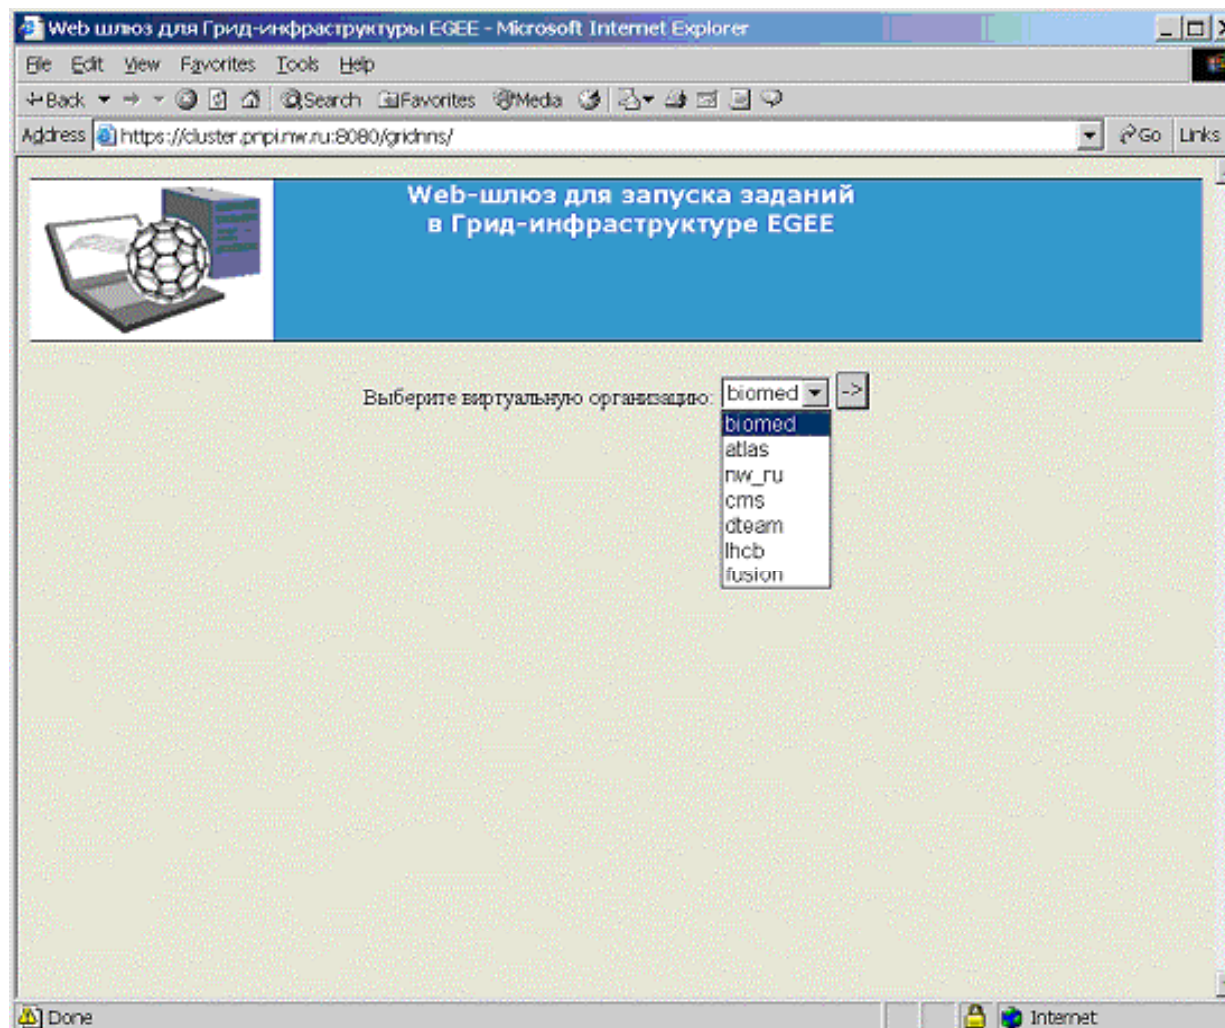 Web шлюз для Грид-инфраструктуры EGEE - Microsoft Internet Explorer
File Edit View Favorites Tools Help
Back Search Favorites Media
Address https://cluster.pnpi.nw.ru:8080/gridnns/ Go Links
Web-шлюз для запуска заданий
в Грид-инфраструктуре EGEE
Выберите виртуальную организацию: biomed ->
biomed
atlas
nw_ru
cms
dteam
lhcb
fusion
Done Internet